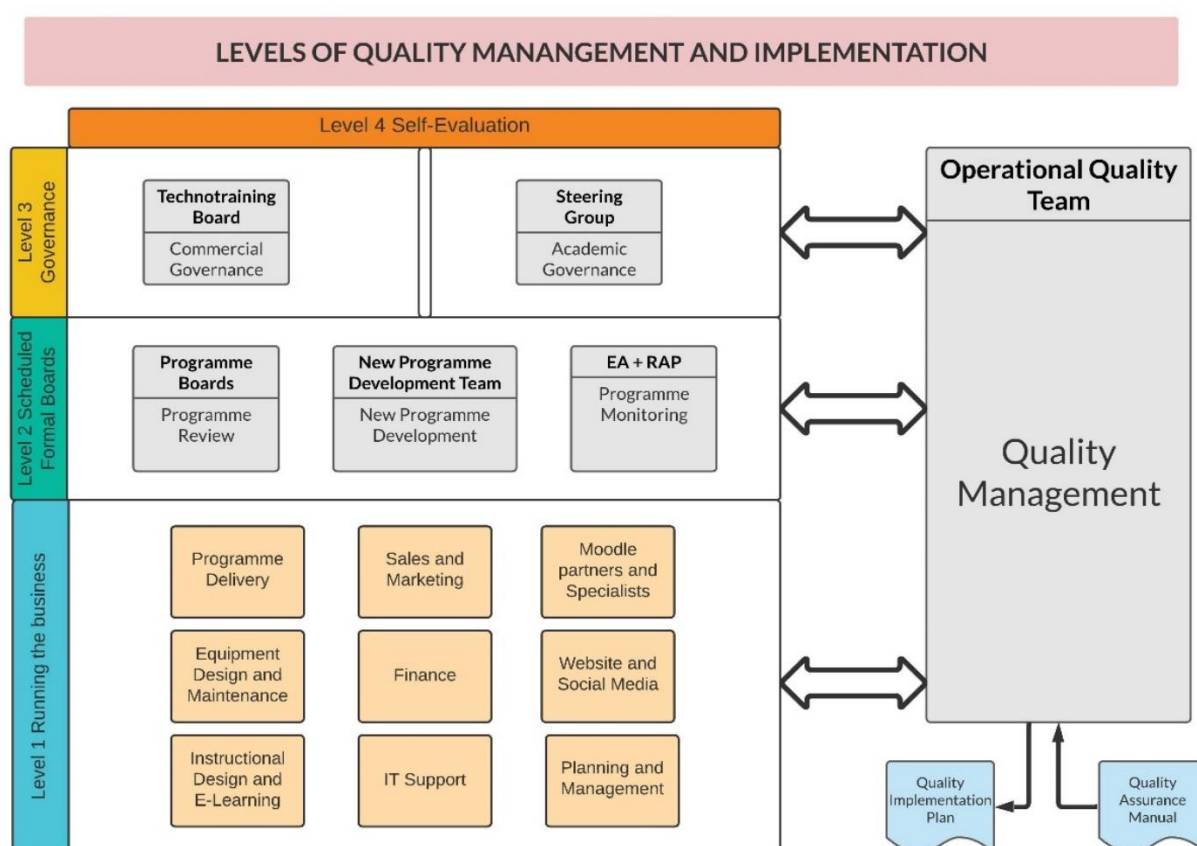 LEVELS OF QUALITY MANANGEMENT AND IMPLEMENTATION
Level 4 Self-Evaluation
Level 3
Governance
Technotraining
Board
Commercial
Governance
Steering
Group
Academic
Governance
Operational Quality
Team
Quality
Management
Level 2 Scheduled
Formal Boards
Programme
Boards
Programme
Review
New Programme
Development Team
New Programme
Development
EA + RAP
Programme
Monitoring
Level 1 Running the business
Programme
Delivery
Sales and
Marketing
Moodle
partners and
Specialists
Equipment
Design and
Maintenance
Finance
Website and
Social Media
Instructional
Design and
E-Learning
IT Support
Planning and
Management
Quality
Implementation
Plan
Quality
Assurance
Manual